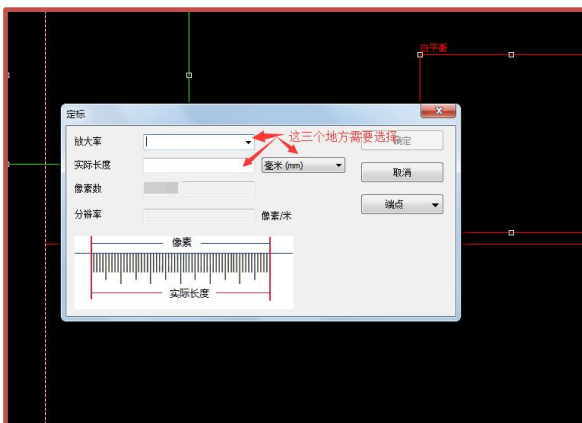 白平衡
定标
放大率
这三个地方需要选择
确定
实际长度
毫米 (mm)
取消
像素数
端点
分辨率
像素/米
像素
实际长度